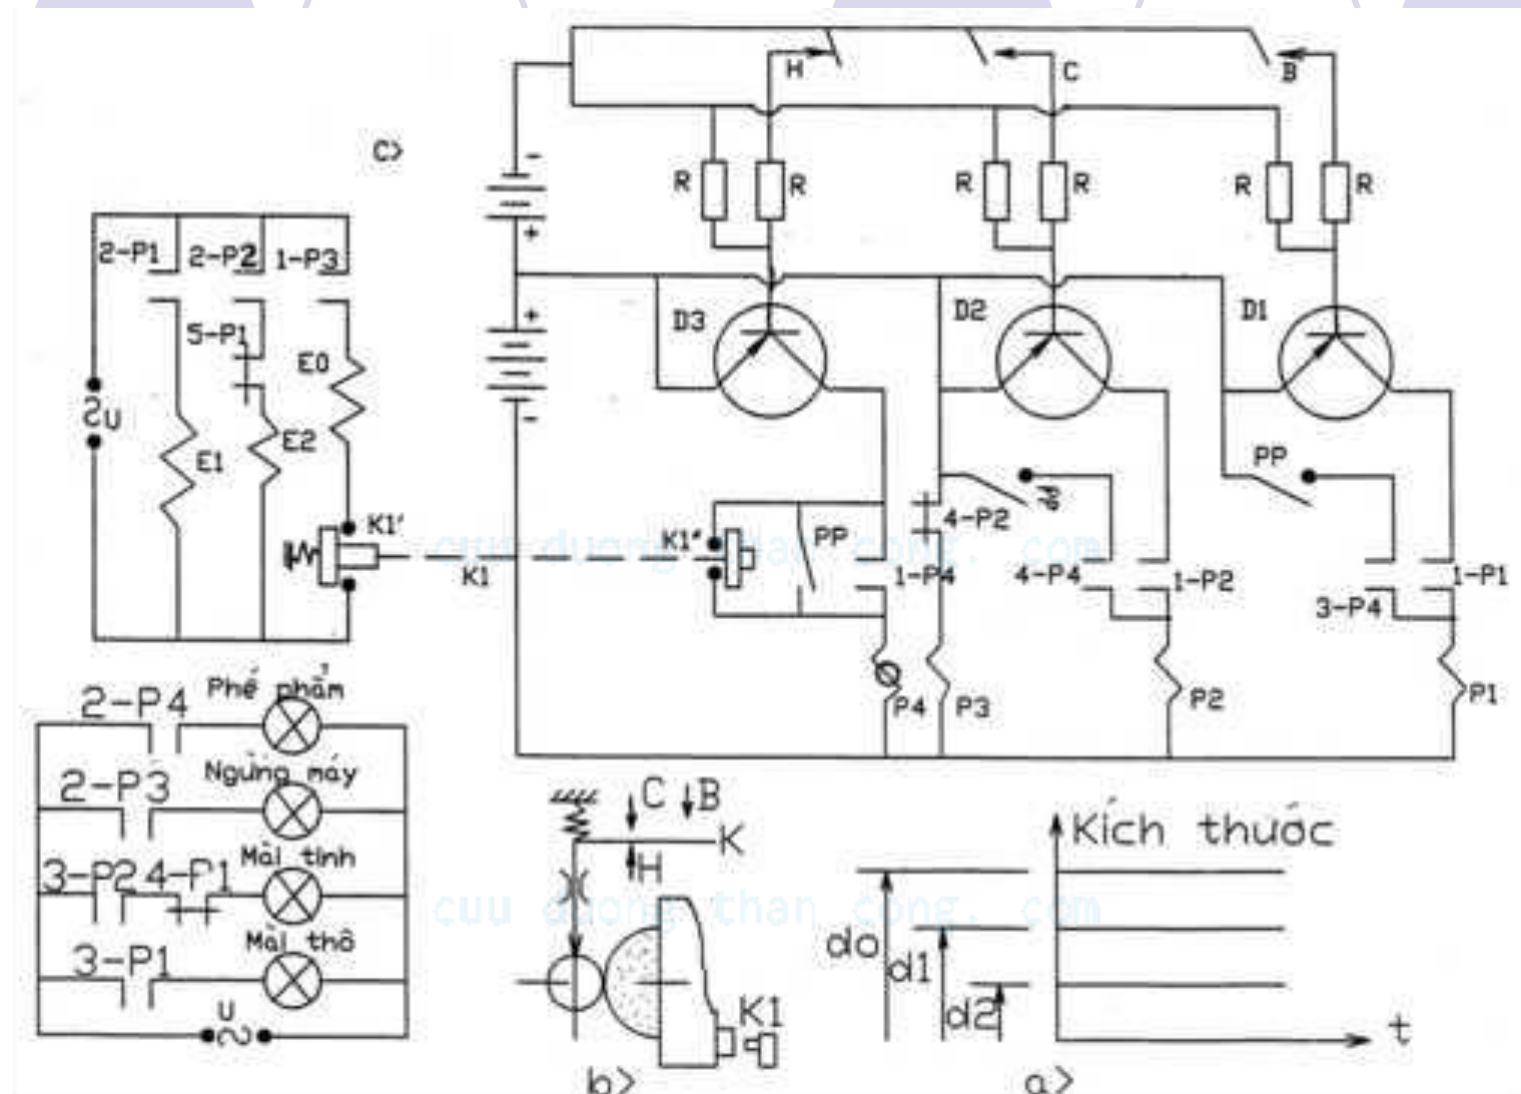 H
C
B
C>
-
R
R
R
R
R
R
+
2-P1
2-P2
1-P3
+
D3
D2
D1
5-P1
E0
U
-
E2
E1
PP
PP
K1'
4-P2
K1"
PP
cuu duong than cong. com
K1
1-P4
4-P4
1-P2
1-P1
3-P4
Phế phẩm
2-P4
P4
P3
P2
P1
Ngừng máy
2-P3
C
B
K
Kích thước
Mài tinh
3-P2
4-P1
H
cuu duong than cong. com
Mài thô
do
d1
3-P1
U
K1
d2
t
b>
a>